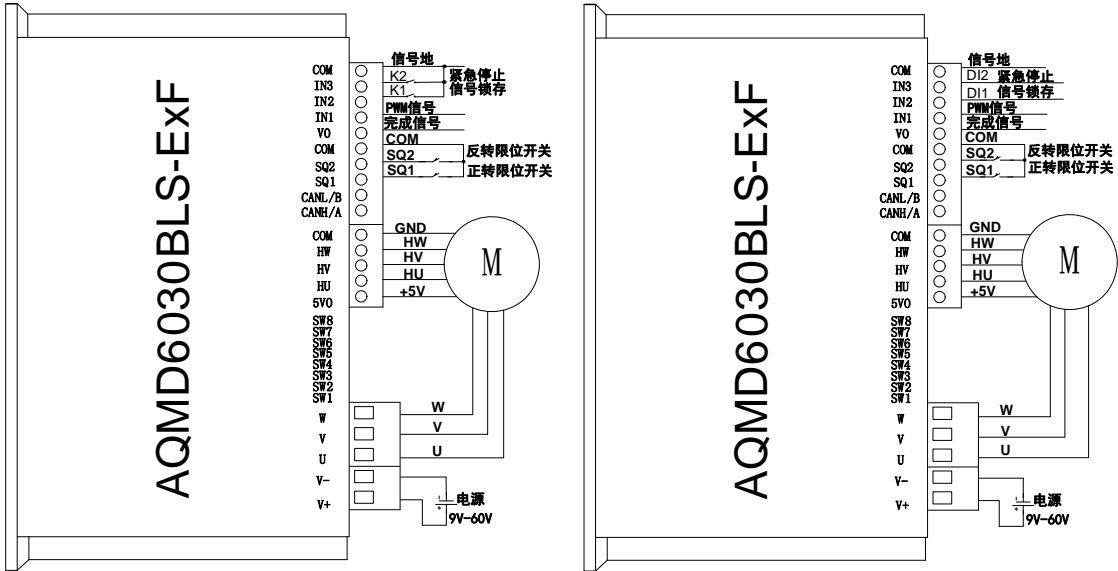 AQMD6030BLS-ExF
COM 信号地
IN3 K2 紧急停止
IN2 K1 信号锁存
IN1 PWM信号
VO 完成信号
COM COM
SQ2 SQ2 反转限位开关
SQ1 SQ1 正转限位开关
CANL/B
CANH/A
COM GND
HW HW
HV HV
HU HU
5VO +5V
M
SW8
SW7
SW6
SW5
SW4
SW3
SW2
SW1
W W
V V
U U
V-
V+
电源
9V-60V
AQMD6030BLS-ExF
COM 信号地
IN3 DI2 紧急停止
IN2 DI1 信号锁存
IN1 PWM信号
VO 完成信号
COM COM
SQ2 SQ2 反转限位开关
SQ1 SQ1 正转限位开关
CANL/B
CANH/A
COM GND
HW HW
HV HV
HU HU
5VO +5V
M
SW8
SW7
SW6
SW5
SW4
SW3
SW2
SW1
W W
V V
U U
V-
V+
电源
9V-60V